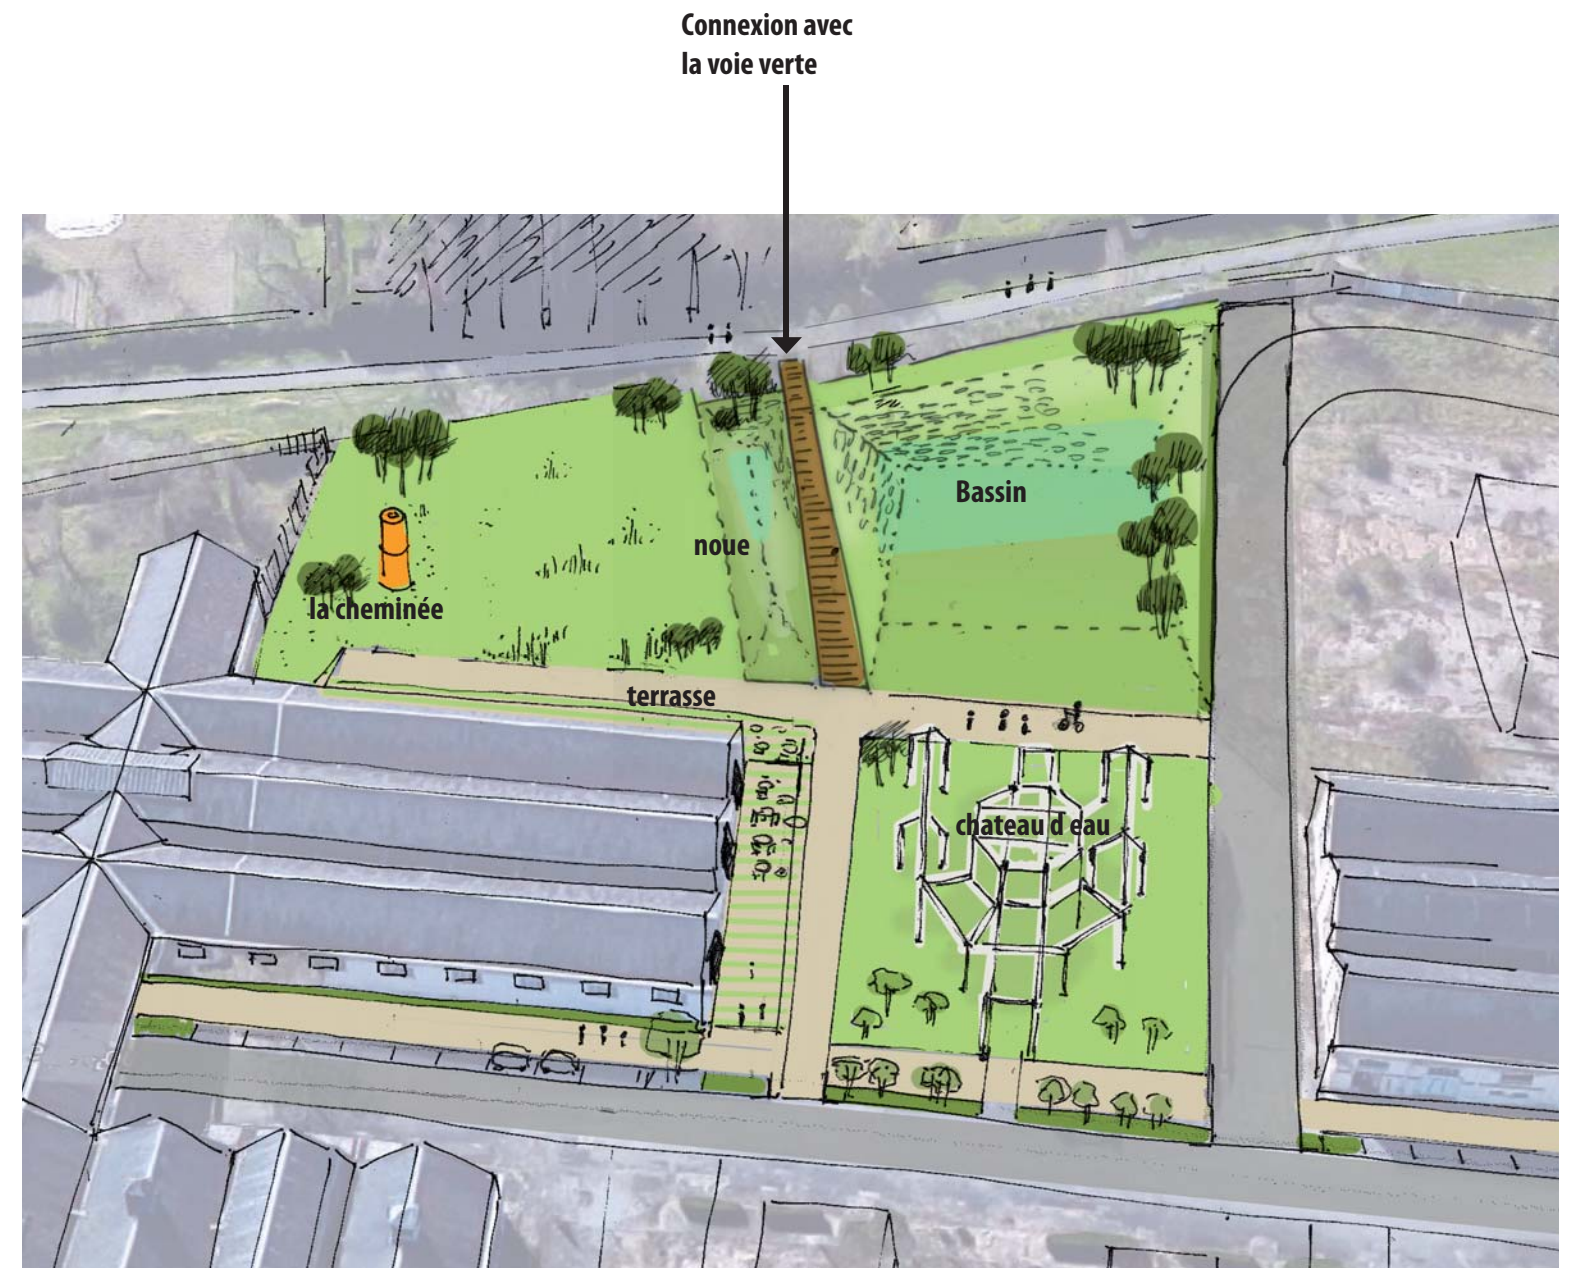 Connexion avec
la voie verte
Bassin
noue
la cheminée
terrasse
chateau d eau